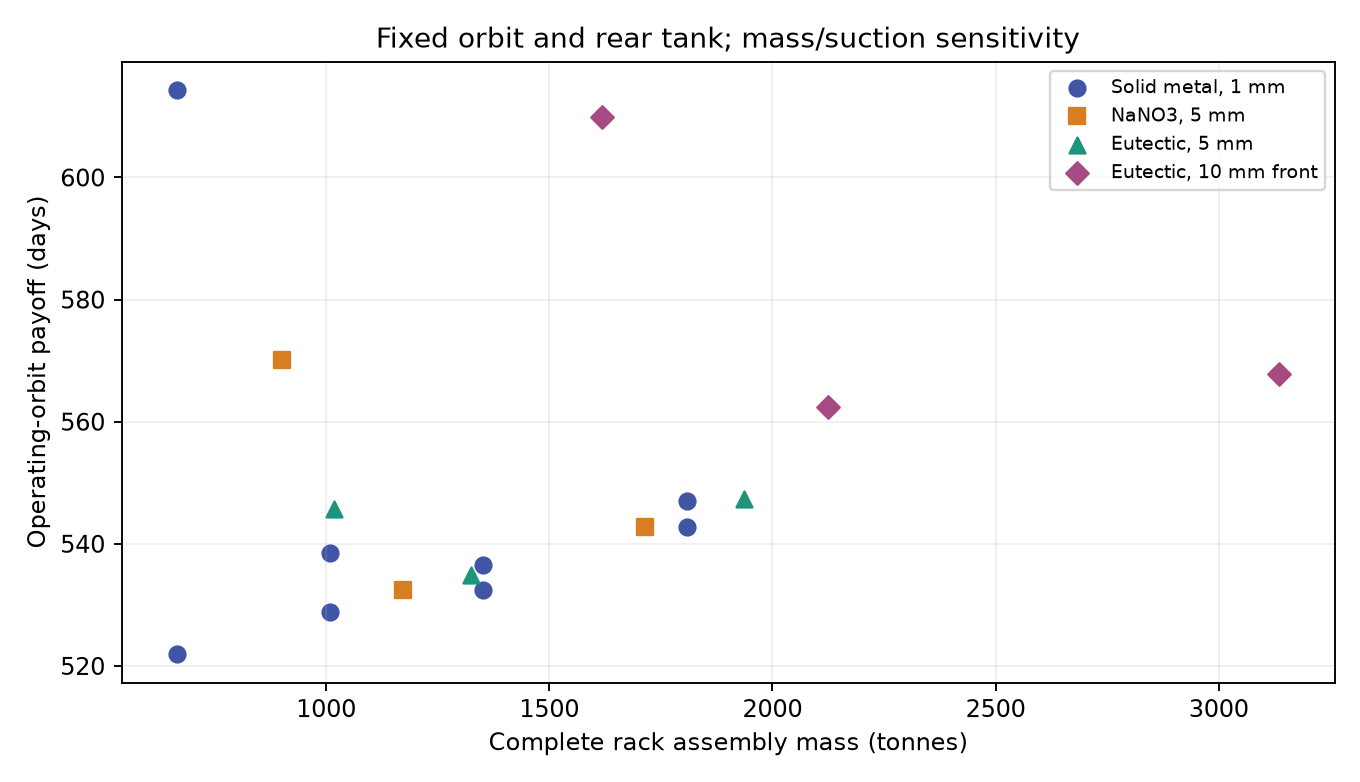 Fixed orbit and rear tank; mass/suction sensitivity
Solid metal, 1 mm
NaNO3, 5 mm
Eutectic, 5 mm
Eutectic, 10 mm front
Operating-orbit payoff (days)
600
580
560
540
520
1000
1500
2000
2500
3000
Complete rack assembly mass (tonnes)